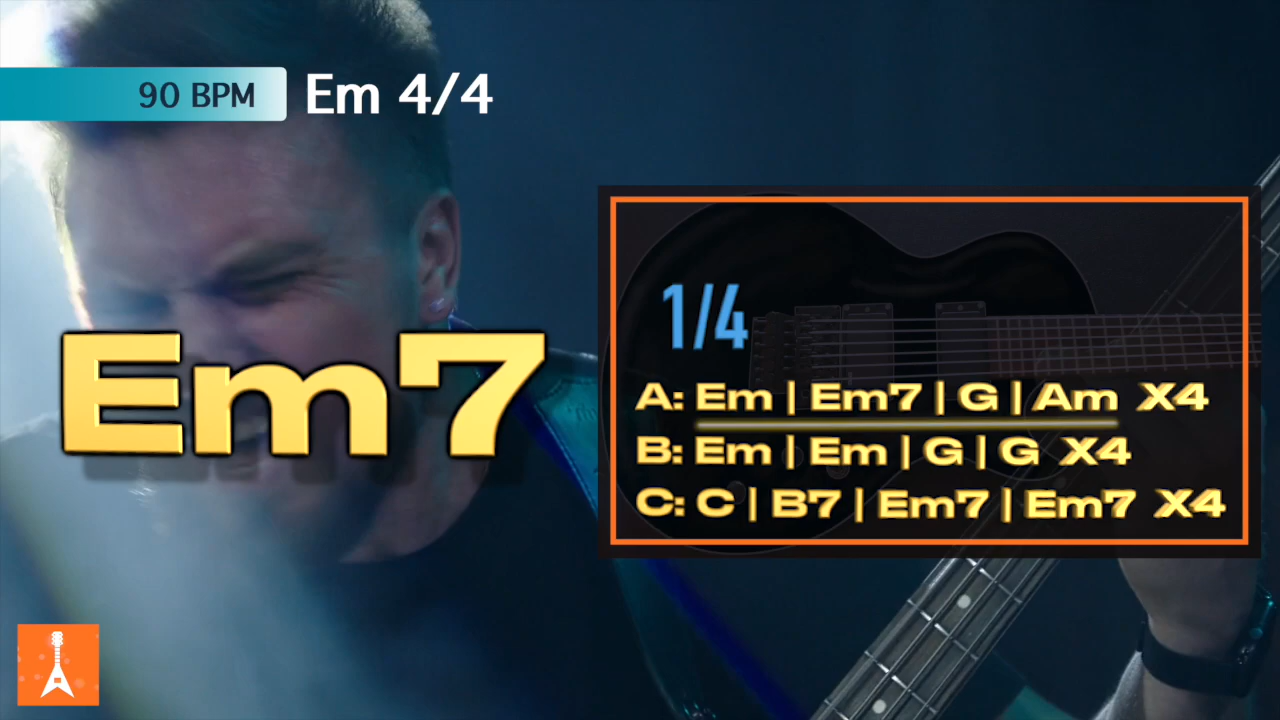 90 BPM Em 4/4
Em7
1/4
A: Em | Em7 | G | Am X4
B: Em | Em | G | G X4
C: C | B7 | Em7 | Em7 X4